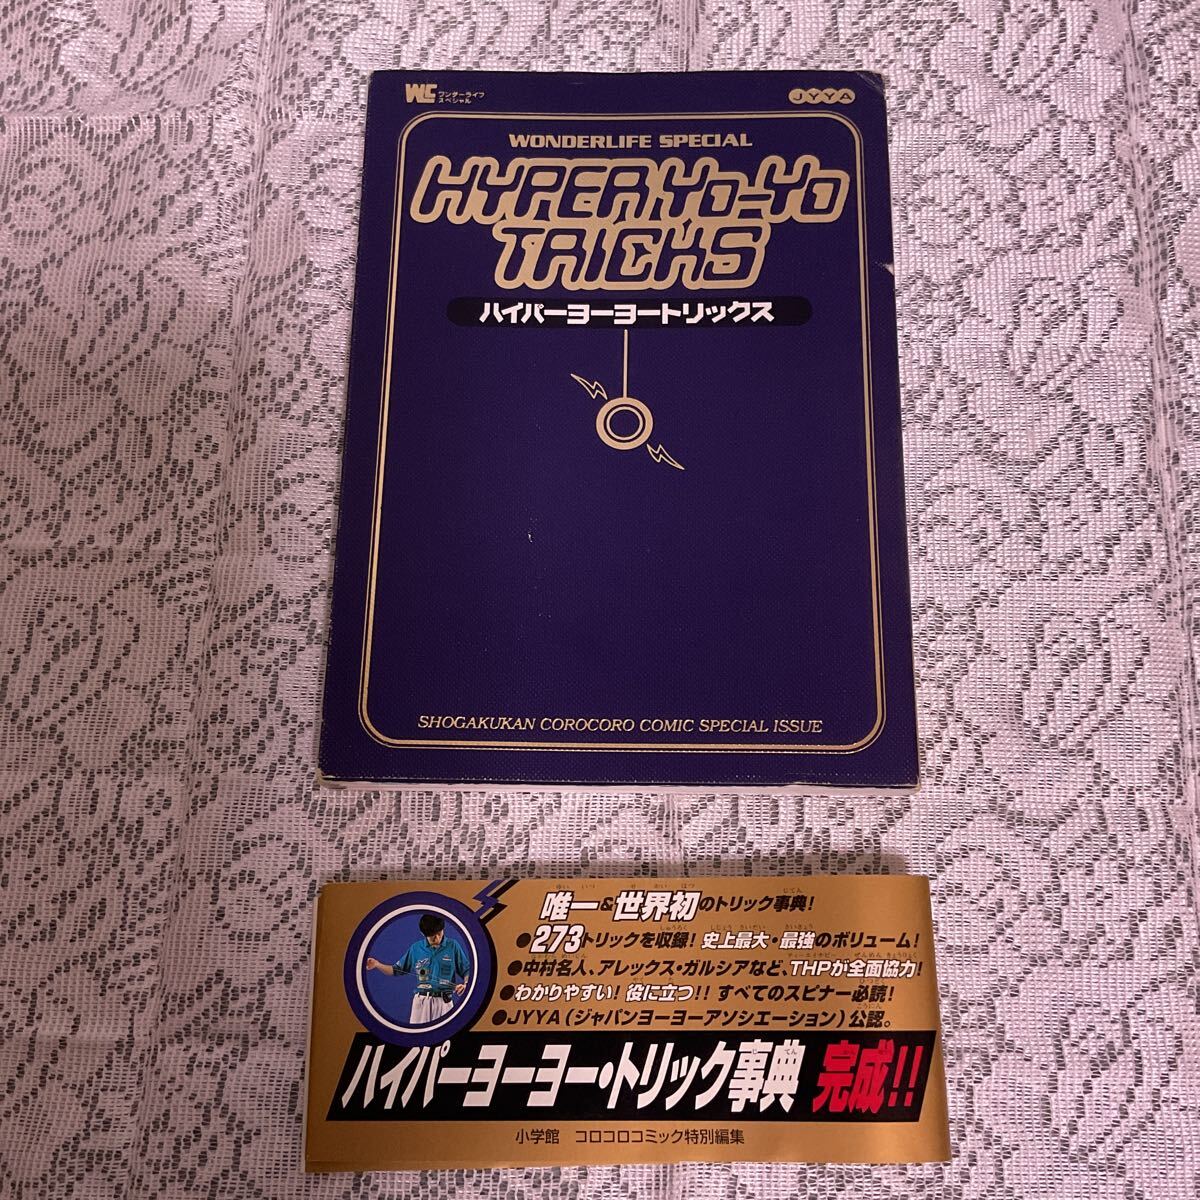 WLC ワンダーライフ
スペシャル
JYYA
WONDERLIFE SPECIAL
HYPER YO-YO
TRICKS
ハイパーヨーヨートリックス
SHOGAKUKAN COROCORO COMIC SPECIAL ISSUE
唯一&世界初のトリック事典!
●273トリックを収録!史上最大・最強のボリューム!
●中村名人、アレックス・ガルシアなど、THPが全面協力!
●わかりやすい!役に立つ!!すべてのスピナー必読!
●JYYA(ジャパンヨーヨーアソシエーション)公認。
ハイパーヨーヨー・トリック事典 完成!!
小学館 コロコロコミック特別編集